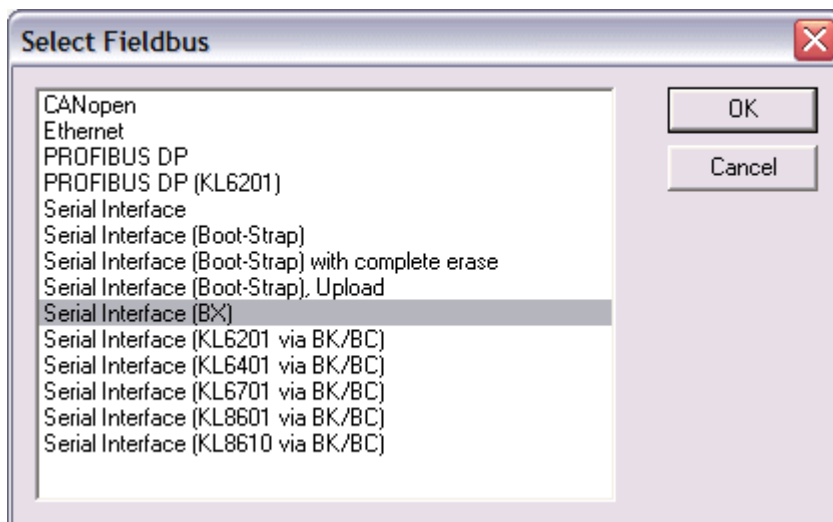 Select Fieldbus
CANopen
Ethernet
PROFIBUS DP
PROFIBUS DP (KL6201)
Serial Interface
Serial Interface (Boot-Strap)
Serial Interface (Boot-Strap) with complete erase
Serial Interface (Boot-Strap), Upload
Serial Interface (BX)
Serial Interface (KL6201 via BK/BC)
Serial Interface (KL6401 via BK/BC)
Serial Interface (KL6701 via BK/BC)
Serial Interface (KL8601 via BK/BC)
Serial Interface (KL8610 via BK/BC)
OK
Cancel